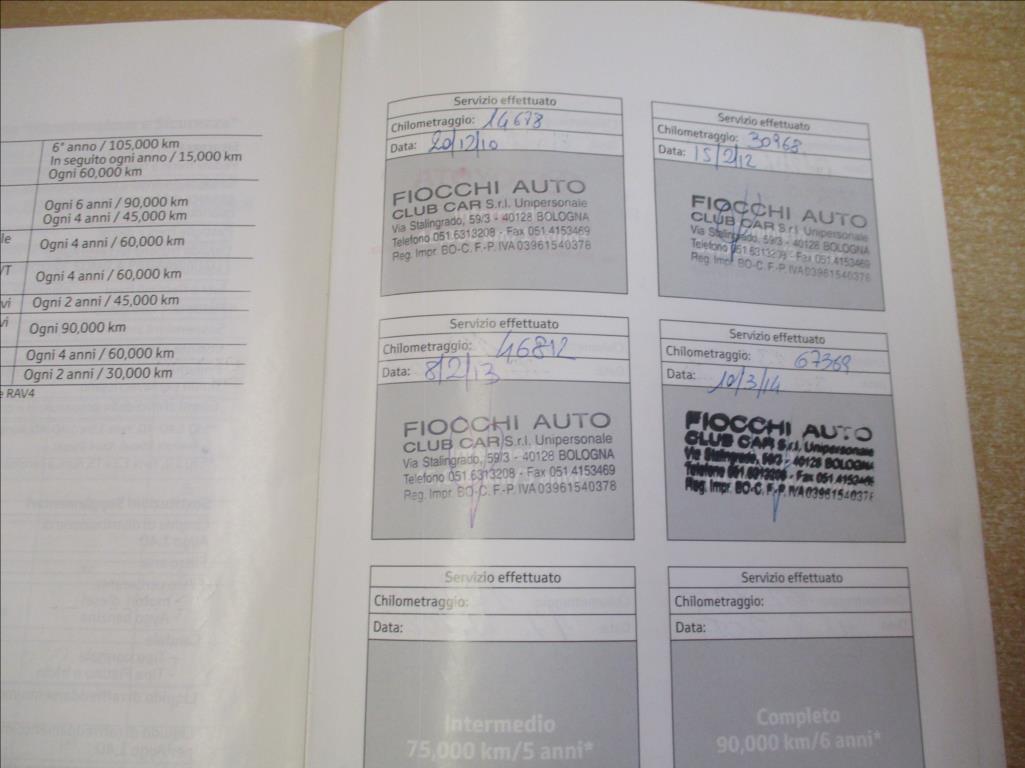 6° anno / 105,000 km
In seguito ogni anno / 15,000 km
Ogni 60,000 km
Ogni 6 anni / 90,000 km
Ogni 4 anni / 45,000 km
Ogni 4 anni / 60,000 km
Ogni 4 anni / 60,000 km
Ogni 2 anni / 45,000 km
Ogni 90,000 km
Ogni 4 anni / 60,000 km
Ogni 2 anni / 30,000 km
RAV4
Servizio effettuato
Chilometraggio: 14678
Data: 20/12/10
FIOCCHI AUTO
CLUB CAR S.r.l. Unipersonale
Via Stalingrado, 59/3 - 40128 BOLOGNA
Telefono 051.6313208 - Fax 051.4153469
Reg. Impr. BO-C. F.-P. IVA 03961540378
Servizio effettuato
Chilometraggio: 30968
Data: 15/2/12
FIOCCHI AUTO
CLUB CAR S.r.l. Unipersonale
Via Stalingrado, 59/3 - 40128 BOLOGNA
Telefono 051.6313208 - Fax 051.4153469
Reg. Impr. BO-C. F.-P. IVA 03961540378
Servizio effettuato
Chilometraggio: 46812
Data: 8/2/13
FIOCCHI AUTO
CLUB CAR S.r.l. Unipersonale
Via Stalingrado, 59/3 - 40128 BOLOGNA
Telefono 051.6313208 - Fax 051.4153469
Reg. Impr. BO-C. F.-P. IVA 03961540378
Servizio effettuato
Chilometraggio: 67369
Data: 10/3/14
FIOCCHI AUTO
CLUB CAR S.r.l. Unipersonale
Via Stalingrado, 59/3 - 40128 BOLOGNA
Telefono 051.6313208 - Fax 051.4153469
Reg. Impr. BO-C. F.-P. IVA 03961540378
Servizio effettuato
Chilometraggio:
Data:
Intermedio
75,000 km/5 anni*
Servizio effettuato
Chilometraggio:
Data:
Completo
90,000 km/6 anni*